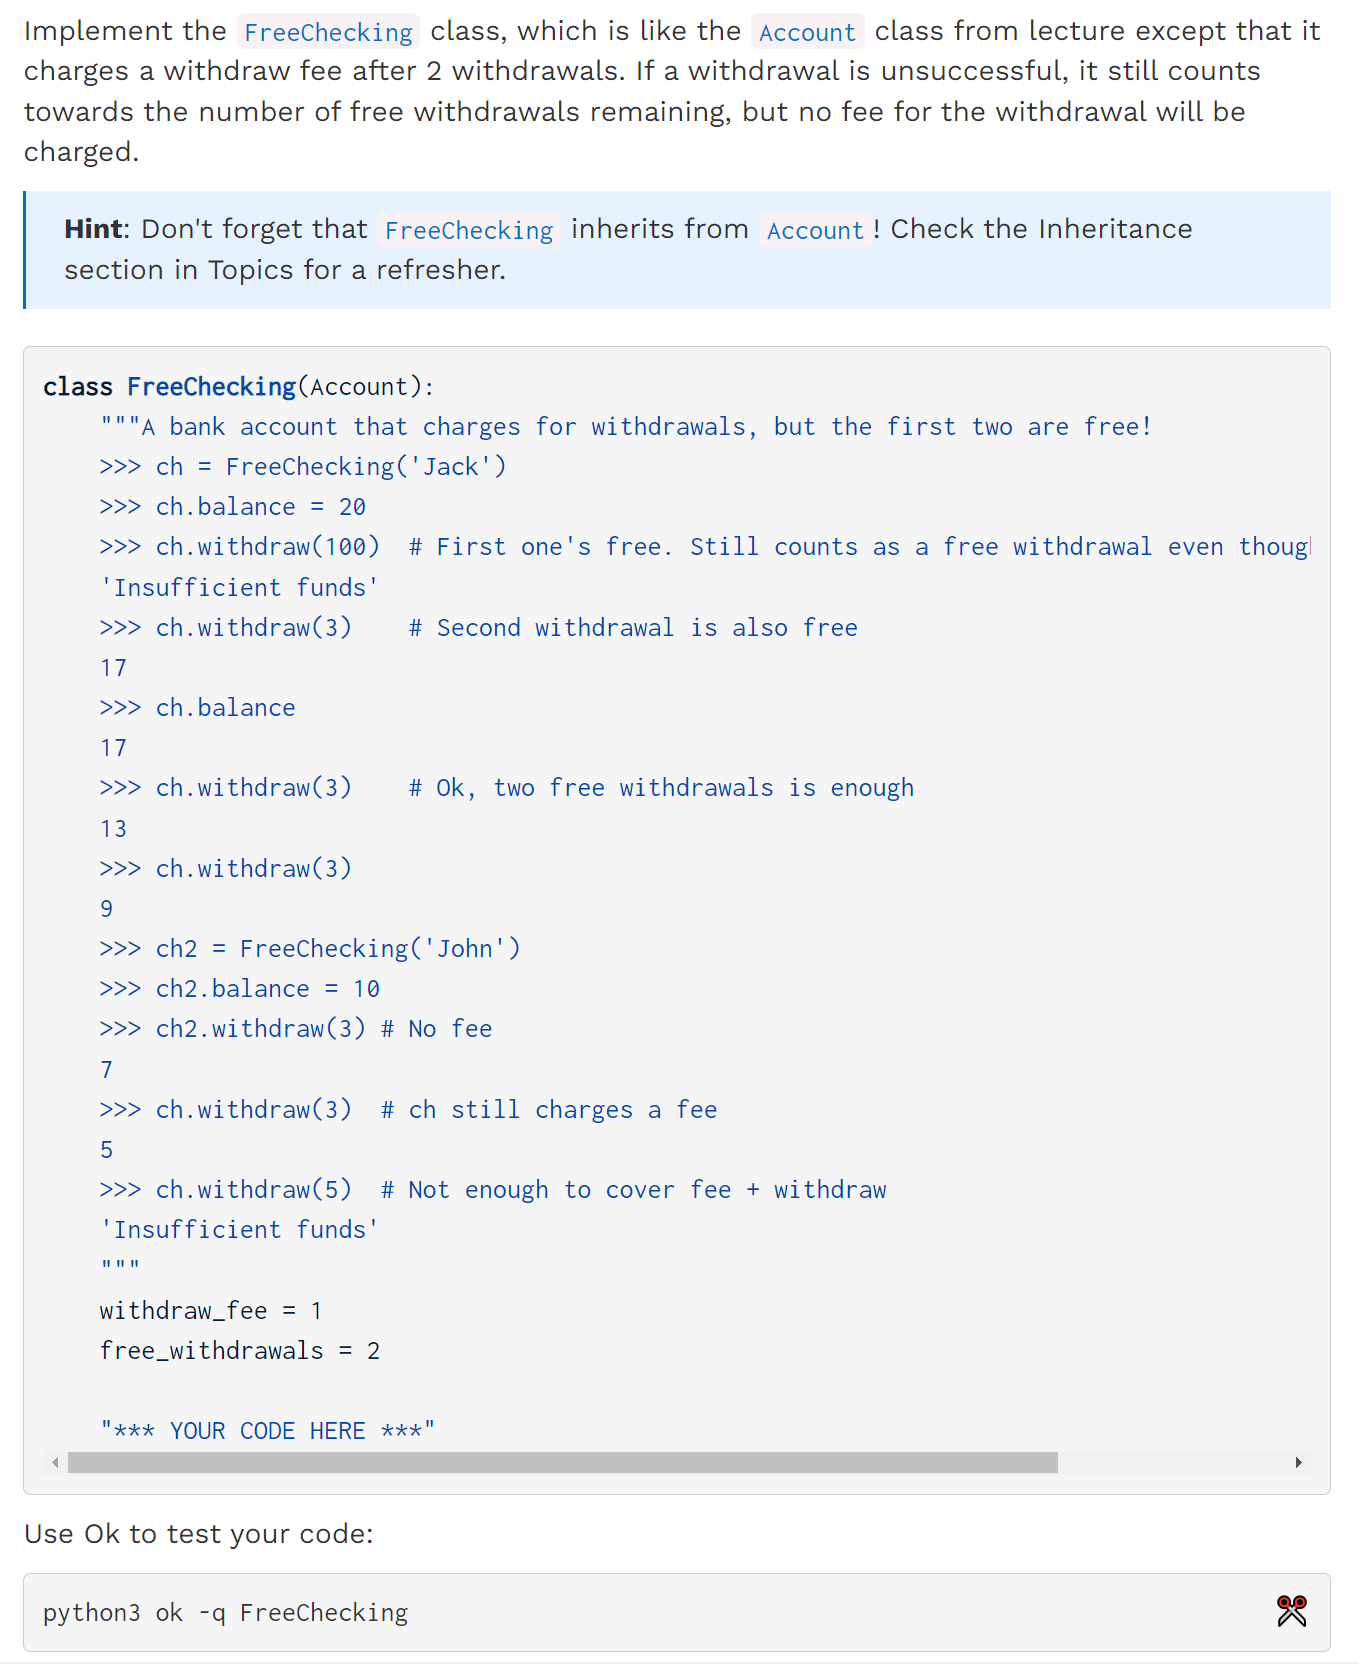 Implement the FreeChecking class, which is like the Account class from lecture except that it
charges a withdraw fee after 2 withdrawals. If a withdrawal is unsuccessful, it still counts
towards the number of free withdrawals remaining, but no fee for the withdrawal will be
charged.
Hint: Don't forget that FreeChecking inherits from Account! Check the Inheritance
section in Topics for a refresher.
class FreeChecking(Account):
    """A bank account that charges for withdrawals, but the first two are free!
    >>> ch = FreeChecking('Jack')
    >>> ch.balance = 20
    >>> ch.withdraw(100)  # First one's free. Still counts as a free withdrawal even thoug
    'Insufficient funds'
    >>> ch.withdraw(3)    # Second withdrawal is also free
    17
    >>> ch.balance
    17
    >>> ch.withdraw(3)    # Ok, two free withdrawals is enough
    13
    >>> ch.withdraw(3)
    9
    >>> ch2 = FreeChecking('John')
    >>> ch2.balance = 10
    >>> ch2.withdraw(3) # No fee
    7
    >>> ch.withdraw(3)  # ch still charges a fee
    5
    >>> ch.withdraw(5)  # Not enough to cover fee + withdraw
    'Insufficient funds'
    """
    withdraw_fee = 1
    free_withdrawals = 2
    "*** YOUR CODE HERE ***"
Use Ok to test your code:
python3 ok -q FreeChecking